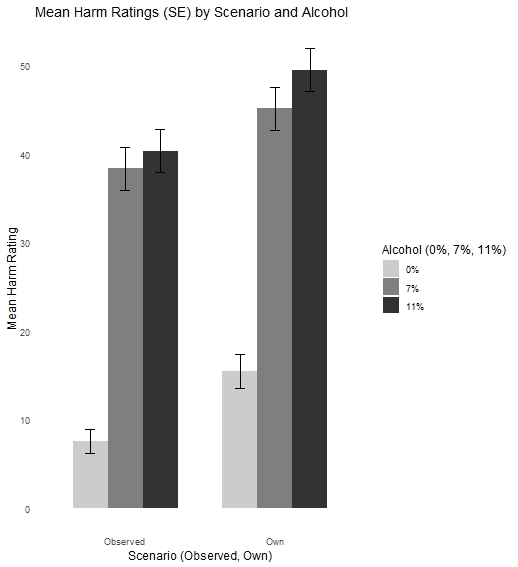 Mean Harm Ratings (SE) by Scenario and Alcohol
50
40
30
20
10
0
Mean Harm Rating
Observed
Own
Scenario (Observed, Own)
Alcohol (0%, 7%, 11%)
0%
7%
11%